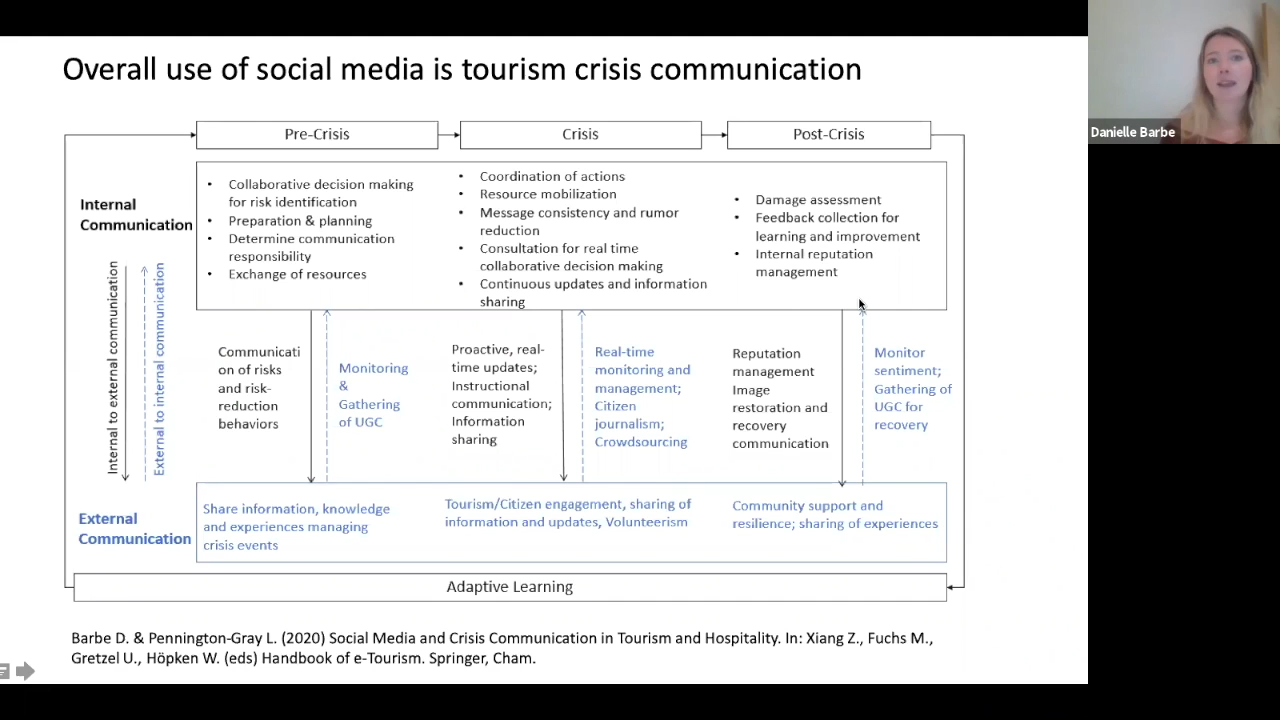 Overall use of social media is tourism crisis communication
Danielle Barbe
Pre-Crisis
Crisis
Post-Crisis
Internal
Communication
• Collaborative decision making
for risk identification
• Preparation & planning
• Determine communication
responsibility
• Exchange of resources
• Coordination of actions
• Resource mobilization
• Message consistency and rumor
reduction
• Consultation for real time
collaborative decision making
• Continuous updates and information
sharing
• Damage assessment
• Feedback collection for
learning and improvement
• Internal reputation
management
Internal to external communication
External to internal communication
Communicati
on of risks
and risk-
reduction
behaviors
Monitoring
&
Gathering
of UGC
Proactive, real-
time updates;
Instructional
communication;
Information
sharing
Real-time
monitoring and
management;
Citizen
journalism;
Crowdsourcing
Reputation
management
Image
restoration and
recovery
communication
Monitor
sentiment;
Gathering of
UGC for
recovery
External
Communication
Share information, knowledge
and experiences managing
crisis events
Tourism/Citizen engagement, sharing of
information and updates, Volunteerism
Community support and
resilience; sharing of experiences
Adaptive Learning
Barbe D. & Pennington-Gray L. (2020) Social Media and Crisis Communication in Tourism and Hospitality. In: Xiang Z., Fuchs M.,
Gretzel U., Höpken W. (eds) Handbook of e-Tourism. Springer, Cham.